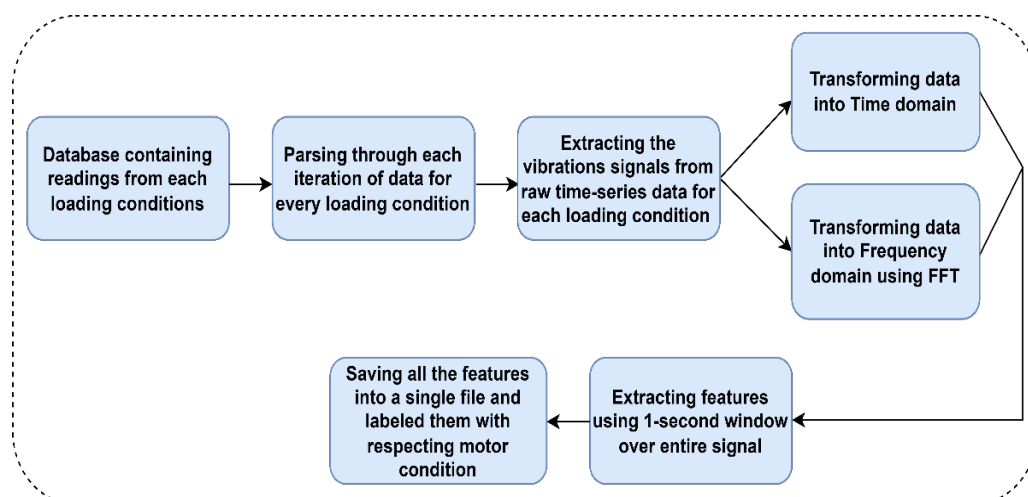 Database containing
readings from each
loading conditions
Parsing through each
iteration of data for
every loading condition
Extracting the
vibrations signals from
raw time-series data for
each loading condition
Transforming data
into Time domain
Transforming data
into Frequency
domain using FFT
Extracting features
using 1-second window
over entire signal
Saving all the features
into a single file and
labeled them with
respecting motor
condition